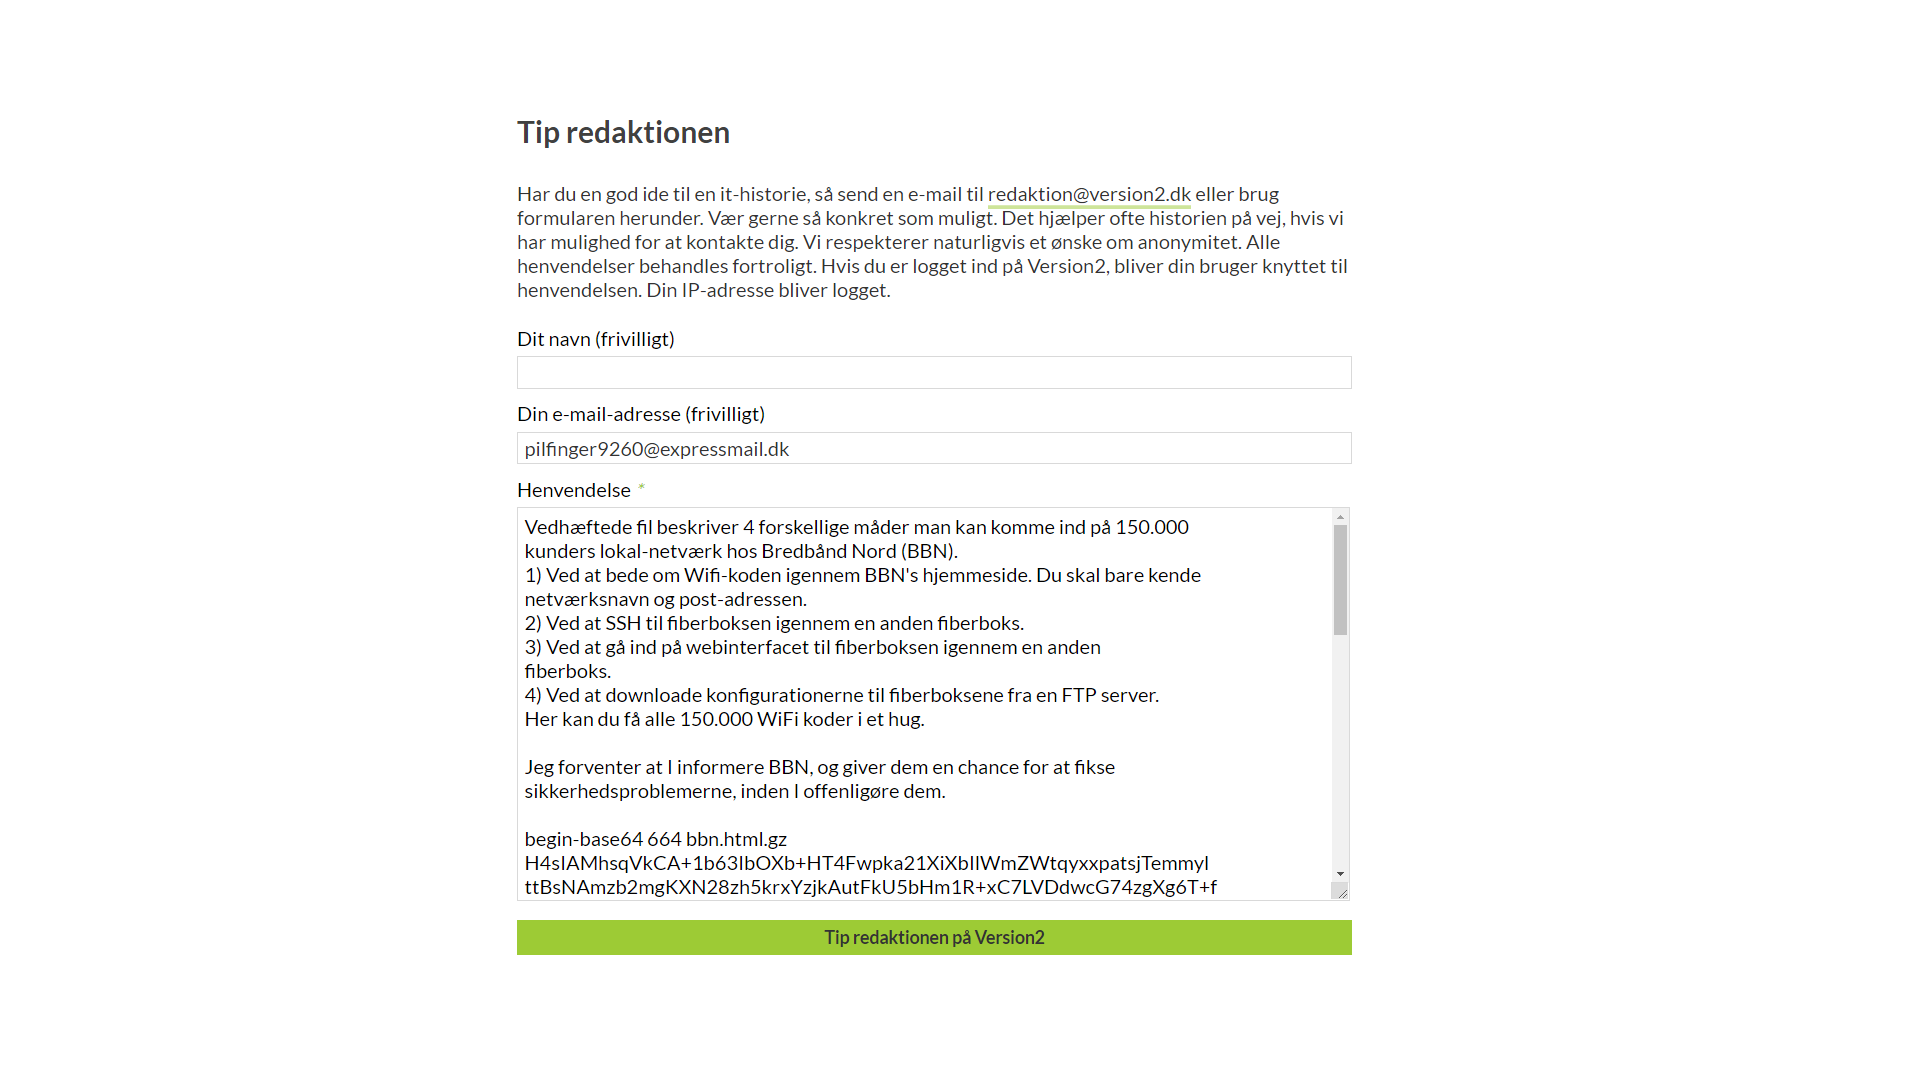 Tip redaktionen
Har du en god ide til en it-historie, så send en e-mail til redaktion@version2.dk eller brug
formularen herunder. Vær gerne så konkret som muligt. Det hjælper ofte historien på vej, hvis vi
har mulighed for at kontakte dig. Vi respekterer naturligvis et ønske om anonymitet. Alle
henvendelser behandles fortroligt. Hvis du er logget ind på Version2, bliver din bruger knyttet til
henvendelsen. Din IP-adresse bliver logget.
Dit navn (frivilligt)
Din e-mail-adresse (frivilligt)
pilfinger9260@expressmail.dk
Henvendelse *
Vedhæftede fil beskriver 4 forskellige måder man kan komme ind på 150.000
kunders lokal-netværk hos Bredbånd Nord (BBN).
1) Ved at bede om Wifi-koden igennem BBN's hjemmeside. Du skal bare kende
netværksnavn og post-adressen.
2) Ved at SSH til fiberboksen igennem en anden fiberboks.
3) Ved at gå ind på webinterfacet til fiberboksen igennem en anden
fiberboks.
4) Ved at downloade konfigurationerne til fiberboksene fra en FTP server.
Her kan du få alle 150.000 WiFi koder i et hug.
Jeg forventer at I informere BBN, og giver dem en chance for at fikse
sikkerhedsproblemerne, inden I offenligøre dem.
begin-base64 664 bbn.html.gz
H4sIAMhsqVkCA+1b63IbOXb+HT4Fwpka21XiXbIlWmZWtqyxxpatsjTemmyl
ttBsNAmzb2mgKXN28zh5krxYzjkAutFkU5bHm1R+xC7LVDdwcG74zgXg6T+f
Tip redaktionen på Version2